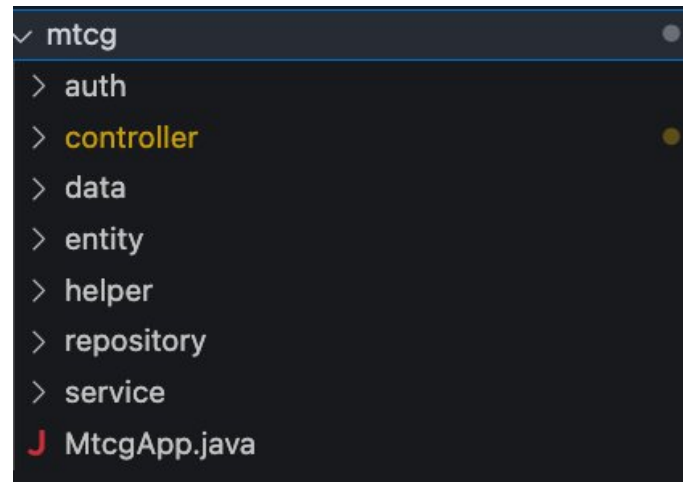 mtcg
auth
controller
data
entity
helper
repository
service
J MtcgApp.java